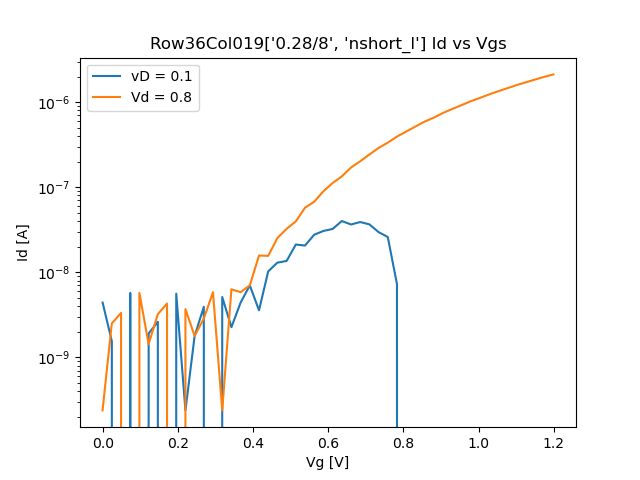 Row36Col019['0.28/8', 'nshort_l'] Id vs Vgs
vD = 0.1
Vd = 0.8
Id [A]
10⁻⁶
10⁻⁷
10⁻⁸
10⁻⁹
0.0 0.2 0.4 0.6 0.8 1.0 1.2
Vg [V]